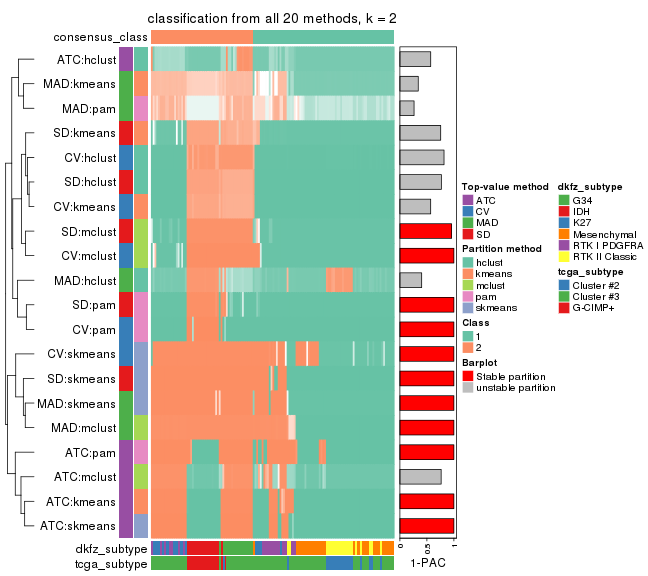 classification from all 20 methods, k = 2
consensus_class
ATC:hclust
MAD:kmeans
MAD:pam
SD:kmeans
CV:hclust
SD:hclust
CV:kmeans
SD:mclust
CV:mclust
MAD:hclust
SD:pam
CV:pam
CV:skmeans
SD:skmeans
MAD:skmeans
MAD:mclust
ATC:pam
ATC:mclust
ATC:kmeans
ATC:skmeans
dkfz_subtype
tcga_subtype
0 0.5 1
1-PAC
Top-value method
ATC
CV
MAD
SD
Partition method
hclust
kmeans
mclust
pam
skmeans
Class
1
2
Barplot
Stable partition
unstable partition
dkfz_subtype
G34
IDH
K27
Mesenchymal
RTK I PDGFRA
RTK II Classic
tcga_subtype
Cluster #2
Cluster #3
G-CIMP+